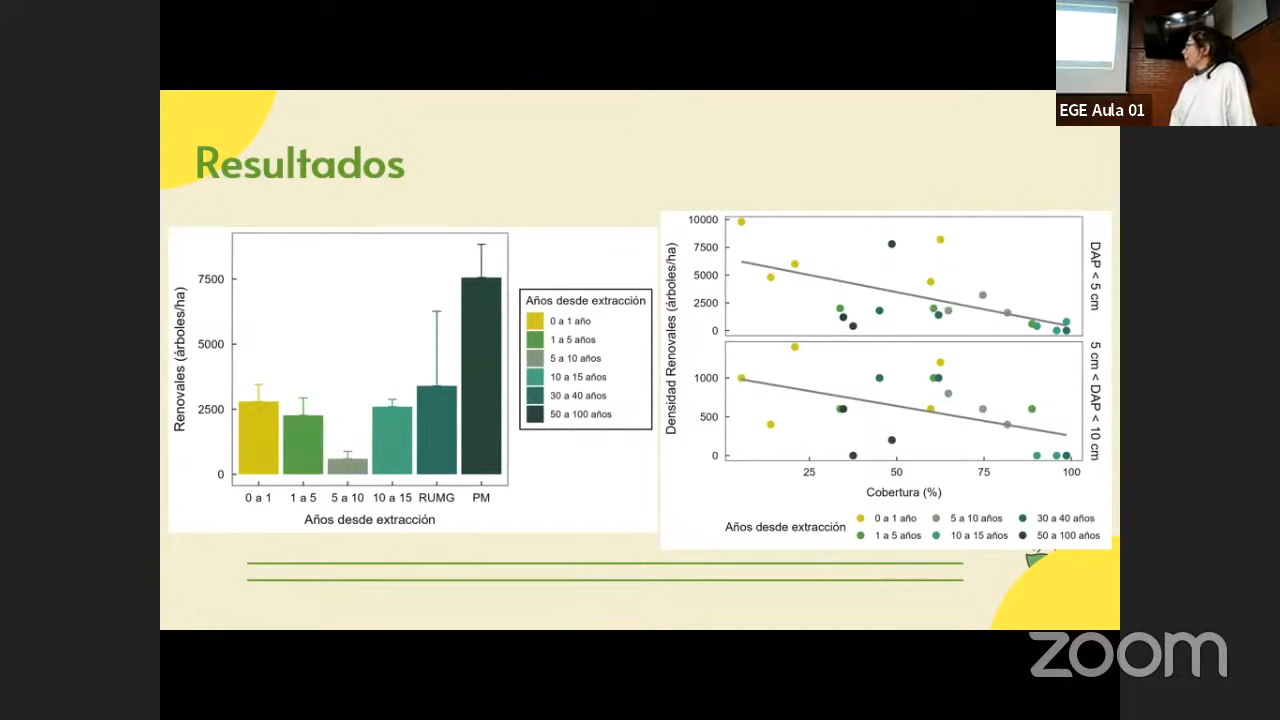 EGE Aula 01
Resultados
Renovales (árboles/ha)
7500
5000
2500
0
0 a 1 1 a 5 5 a 10 10 a 15 RUMG PM
Años desde extracción
Años desde extracción
0 a 1 año
1 a 5 años
5 a 10 años
10 a 15 años
30 a 40 años
50 a 100 años
Densidad Renovales (árboles/ha)
10000
7500
5000
2500
0
DAP < 5 cm
1000
500
0
5 cm < DAP < 10 cm
25 50 75 100
Cobertura (%)
Años desde extracción
0 a 1 año 5 a 10 años 30 a 40 años
1 a 5 años 10 a 15 años 50 a 100 años
zoom